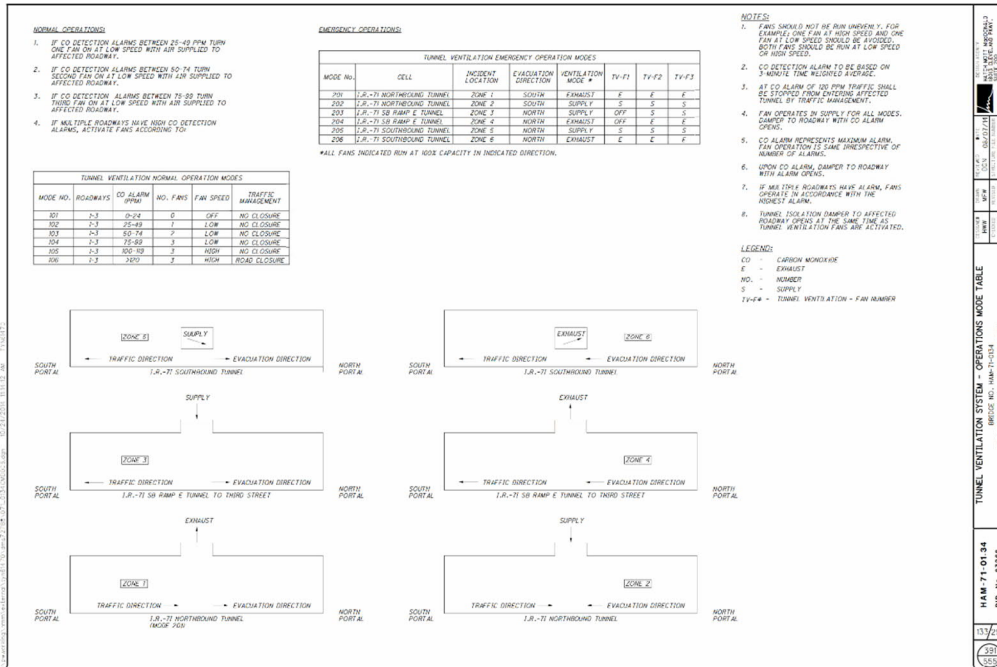 NORMAL OPERATIONS:
1. IF CO DETECTION ALARMS BETWEEN 25-49 PPM TURN
ONE FAN ON AT LOW SPEED WITH AIR SUPPLIED TO
AFFECTED ROADWAY.
2. IF CO DETECTION ALARMS BETWEEN 50-74 TURN
SECOND FAN ON AT LOW SPEED WITH AIR SUPPLIED TO
AFFECTED ROADWAY.
3. IF CO DETECTION ALARMS BETWEEN 75-99 TURN
THIRD FAN ON AT LOW SPEED WITH AIR SUPPLIED TO
AFFECTED ROADWAY.
4. IF MULTIPLE ROADWAYS HAVE HIGH CO DETECTION
ALARMS, ACTIVATE FANS ACCORDING TO:
TUNNEL VENTILATION NORMAL OPERATION MODES
MODE NO. ROADWAYS CO ALARM (PPM) NO. FANS FAN SPEED TRAFFIC MANAGEMENT
101 1-3 0-24 0 OFF NO CLOSURE
102 1-3 25-49 1 LOW NO CLOSURE
103 1-3 50-74 2 LOW NO CLOSURE
104 1-3 75-99 3 LOW NO CLOSURE
105 1-3 100-119 3 HIGH NO CLOSURE
106 1-3 >120 3 HIGH ROAD CLOSURE
EMERGENCY OPERATIONS:
TUNNEL VENTILATION EMERGENCY OPERATION MODES
MODE No. CELL INCIDENT LOCATION EVACUATION DIRECTION VENTILATION MODE * TV-F1 TV-F2 TV-F3
201 I.R.-71 NORTHBOUND TUNNEL ZONE 1 SOUTH EXHAUST E E E
202 I.R.-71 NORTHBOUND TUNNEL ZONE 2 SOUTH SUPPLY S S S
203 I.R.-71 SB RAMP E TUNNEL ZONE 3 NORTH SUPPLY OFF S S
204 I.R.-71 SB RAMP E TUNNEL ZONE 4 NORTH EXHAUST OFF E E
205 I.R.-71 SOUTHBOUND TUNNEL ZONE 5 NORTH SUPPLY S S S
206 I.R.-71 SOUTHBOUND TUNNEL ZONE 6 NORTH EXHAUST E E E
*ALL FANS INDICATED RUN AT 100% CAPACITY IN INDICATED DIRECTION.
NOTES:
1. FANS SHOULD NOT BE RUN UNEVENLY. FOR
EXAMPLE; ONE FAN AT HIGH SPEED AND ONE
FAN AT LOW SPEED SHOULD BE AVOIDED.
BOTH FANS SHOULD BE RUN AT LOW SPEED
OR HIGH SPEED.
2. CO DETECTION ALARM TO BE BASED ON
3-MINUTE TIME WEIGHTED AVERAGE.
3. AT CO ALARM OF 120 PPM TRAFFIC SHALL
BE STOPPED FROM ENTERING AFFECTED
TUNNEL BY TRAFFIC MANAGEMENT.
4. FAN OPERATES IN SUPPLY FOR ALL MODES.
DAMPER TO ROADWAY WITH CO ALARM
OPENS.
5. CO ALARM REPRESENTS MAXIMUM ALARM.
FAN OPERATION IS SAME IRRESPECTIVE OF
NUMBER OF ALARMS.
6. UPON CO ALARM, DAMPER TO ROADWAY
WITH ALARM OPENS.
7. IF MULTIPLE ROADWAYS HAVE ALARM, FANS
OPERATE IN ACCORDANCE WITH THE
HIGHEST ALARM.
8. TUNNEL ISOLATION DAMPER TO AFFECTED
ROADWAY OPENS AT THE SAME TIME AS
TUNNEL VENTILATION FANS ARE ACTIVATED.
LEGEND:
CO - CARBON MONOXIDE
E - EXHAUST
NO. - NUMBER
S - SUPPLY
TV-F# - TUNNEL VENTILATION - FAN NUMBER
ZONE 5 SUUPLY
TRAFFIC DIRECTION EVACUATION DIRECTION
SOUTH PORTAL NORTH PORTAL
I.R.-71 SOUTHBOUND TUNNEL
EXHAUST ZONE 6
TRAFFIC DIRECTION EVACUATION DIRECTION
SOUTH PORTAL NORTH PORTAL
I.R.-71 SOUTHBOUND TUNNEL
SUPPLY
ZONE 3
TRAFFIC DIRECTION EVACUATION DIRECTION
SOUTH PORTAL NORTH PORTAL
I.R.-71 SB RAMP E TUNNEL TO THIRD STREET
EXHAUST
ZONE 4
TRAFFIC DIRECTION EVACUATION DIRECTION
SOUTH PORTAL NORTH PORTAL
I.R.-71 SB RAMP E TUNNEL TO THIRD STREET
EXHAUST
ZONE 1
TRAFFIC DIRECTION EVACUATION DIRECTION
SOUTH PORTAL NORTH PORTAL
I.R.-71 NORTHBOUND TUNNEL
(MODE 201)
SUPPLY
ZONE 2
TRAFFIC DIRECTION EVACUATION DIRECTION
SOUTH PORTAL NORTH PORTAL
I.R.-71 NORTHBOUND TUNNEL
HATCH MOTT MACDONALD
TUNNEL VENTILATION SYSTEM - OPERATIONS MODE TABLE
BRIDGE NO. HAM-71-0134
HAM-71-01.34
391
555